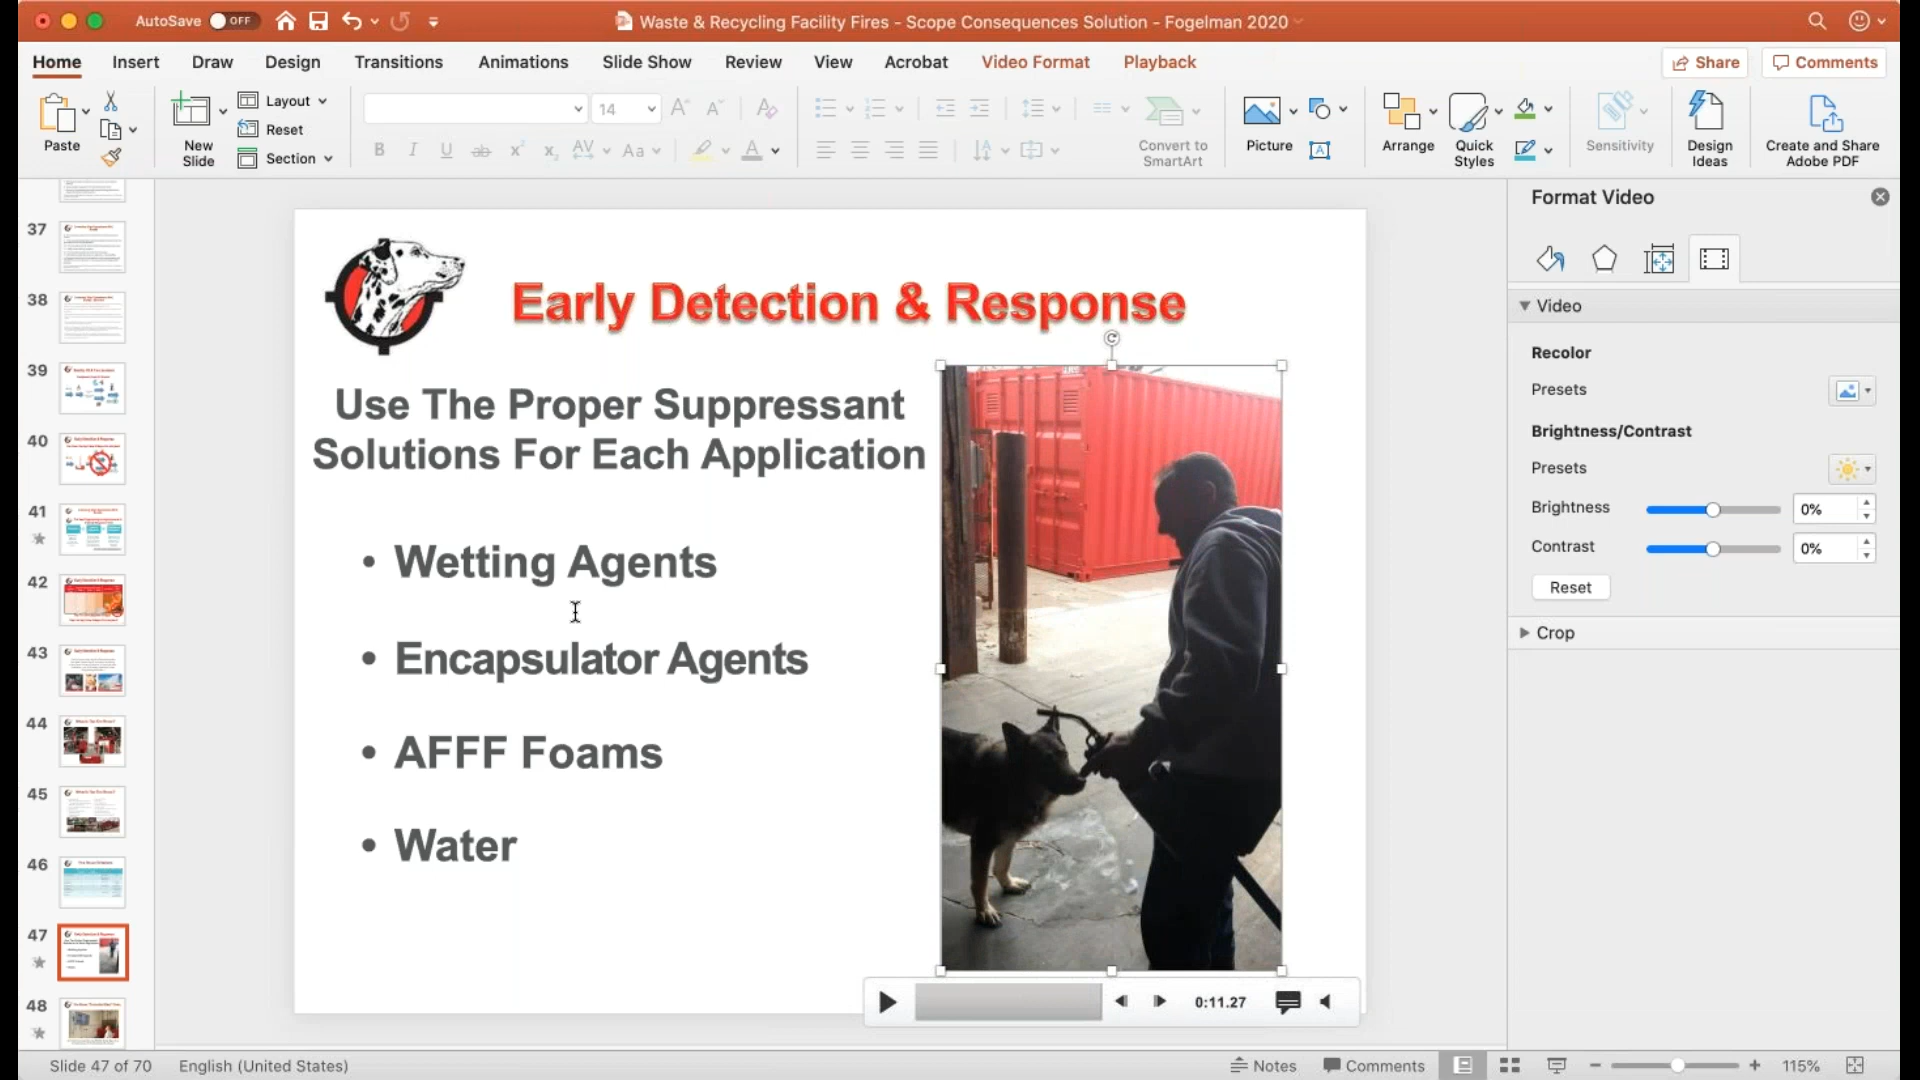 AutoSave OFF
Waste & Recycling Facility Fires - Scope Consequences Solution - Fogelman 2020
Home Insert Draw Design Transitions Animations Slide Show Review View Acrobat Video Format Playback Share Comments
Paste
New
Slide
Layout
Reset
Section
14
B I U ab x² x₂ AV Aa A
Convert to
SmartArt
Picture
Arrange
Quick
Styles
Sensitivity
Design
Ideas
Create and Share
Adobe PDF
37
38
39
40
41
42
43
44
45
46
47
48
Early Detection & Response
Use The Proper Suppressant
Solutions For Each Application
• Wetting Agents
• Encapsulator Agents
• AFFF Foams
• Water
0:11.27
Format Video
Video
Recolor
Presets
Brightness/Contrast
Presets
Brightness 0%
Contrast 0%
Reset
Crop
Slide 47 of 70 English (United States) Notes Comments 115%